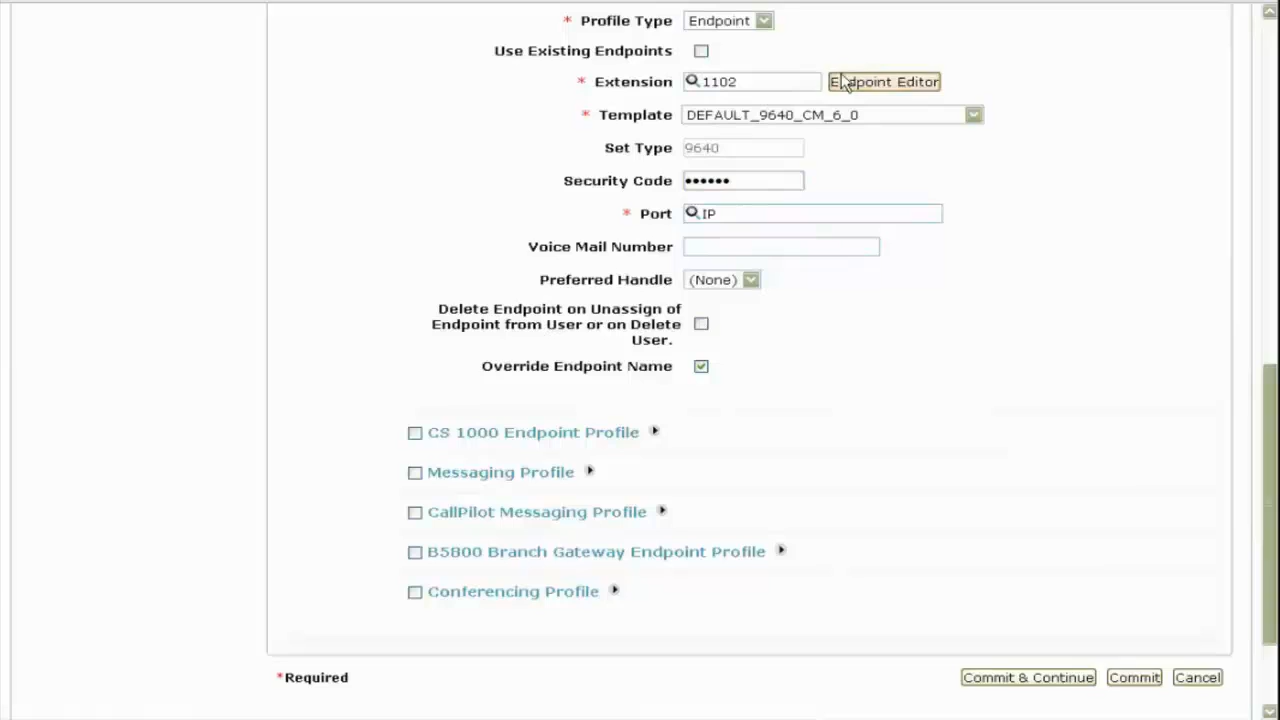 * Profile Type Endpoint
Use Existing Endpoints
* Extension 1102 Endpoint Editor
* Template DEFAULT_9640_CM_6_0
Set Type 9640
Security Code ••••••
* Port IP
Voice Mail Number
Preferred Handle (None)
Delete Endpoint on Unassign of
Endpoint from User or on Delete
User.
Override Endpoint Name
CS 1000 Endpoint Profile
Messaging Profile
CallPilot Messaging Profile
B5800 Branch Gateway Endpoint Profile
Conferencing Profile
*Required Commit & Continue Commit Cancel